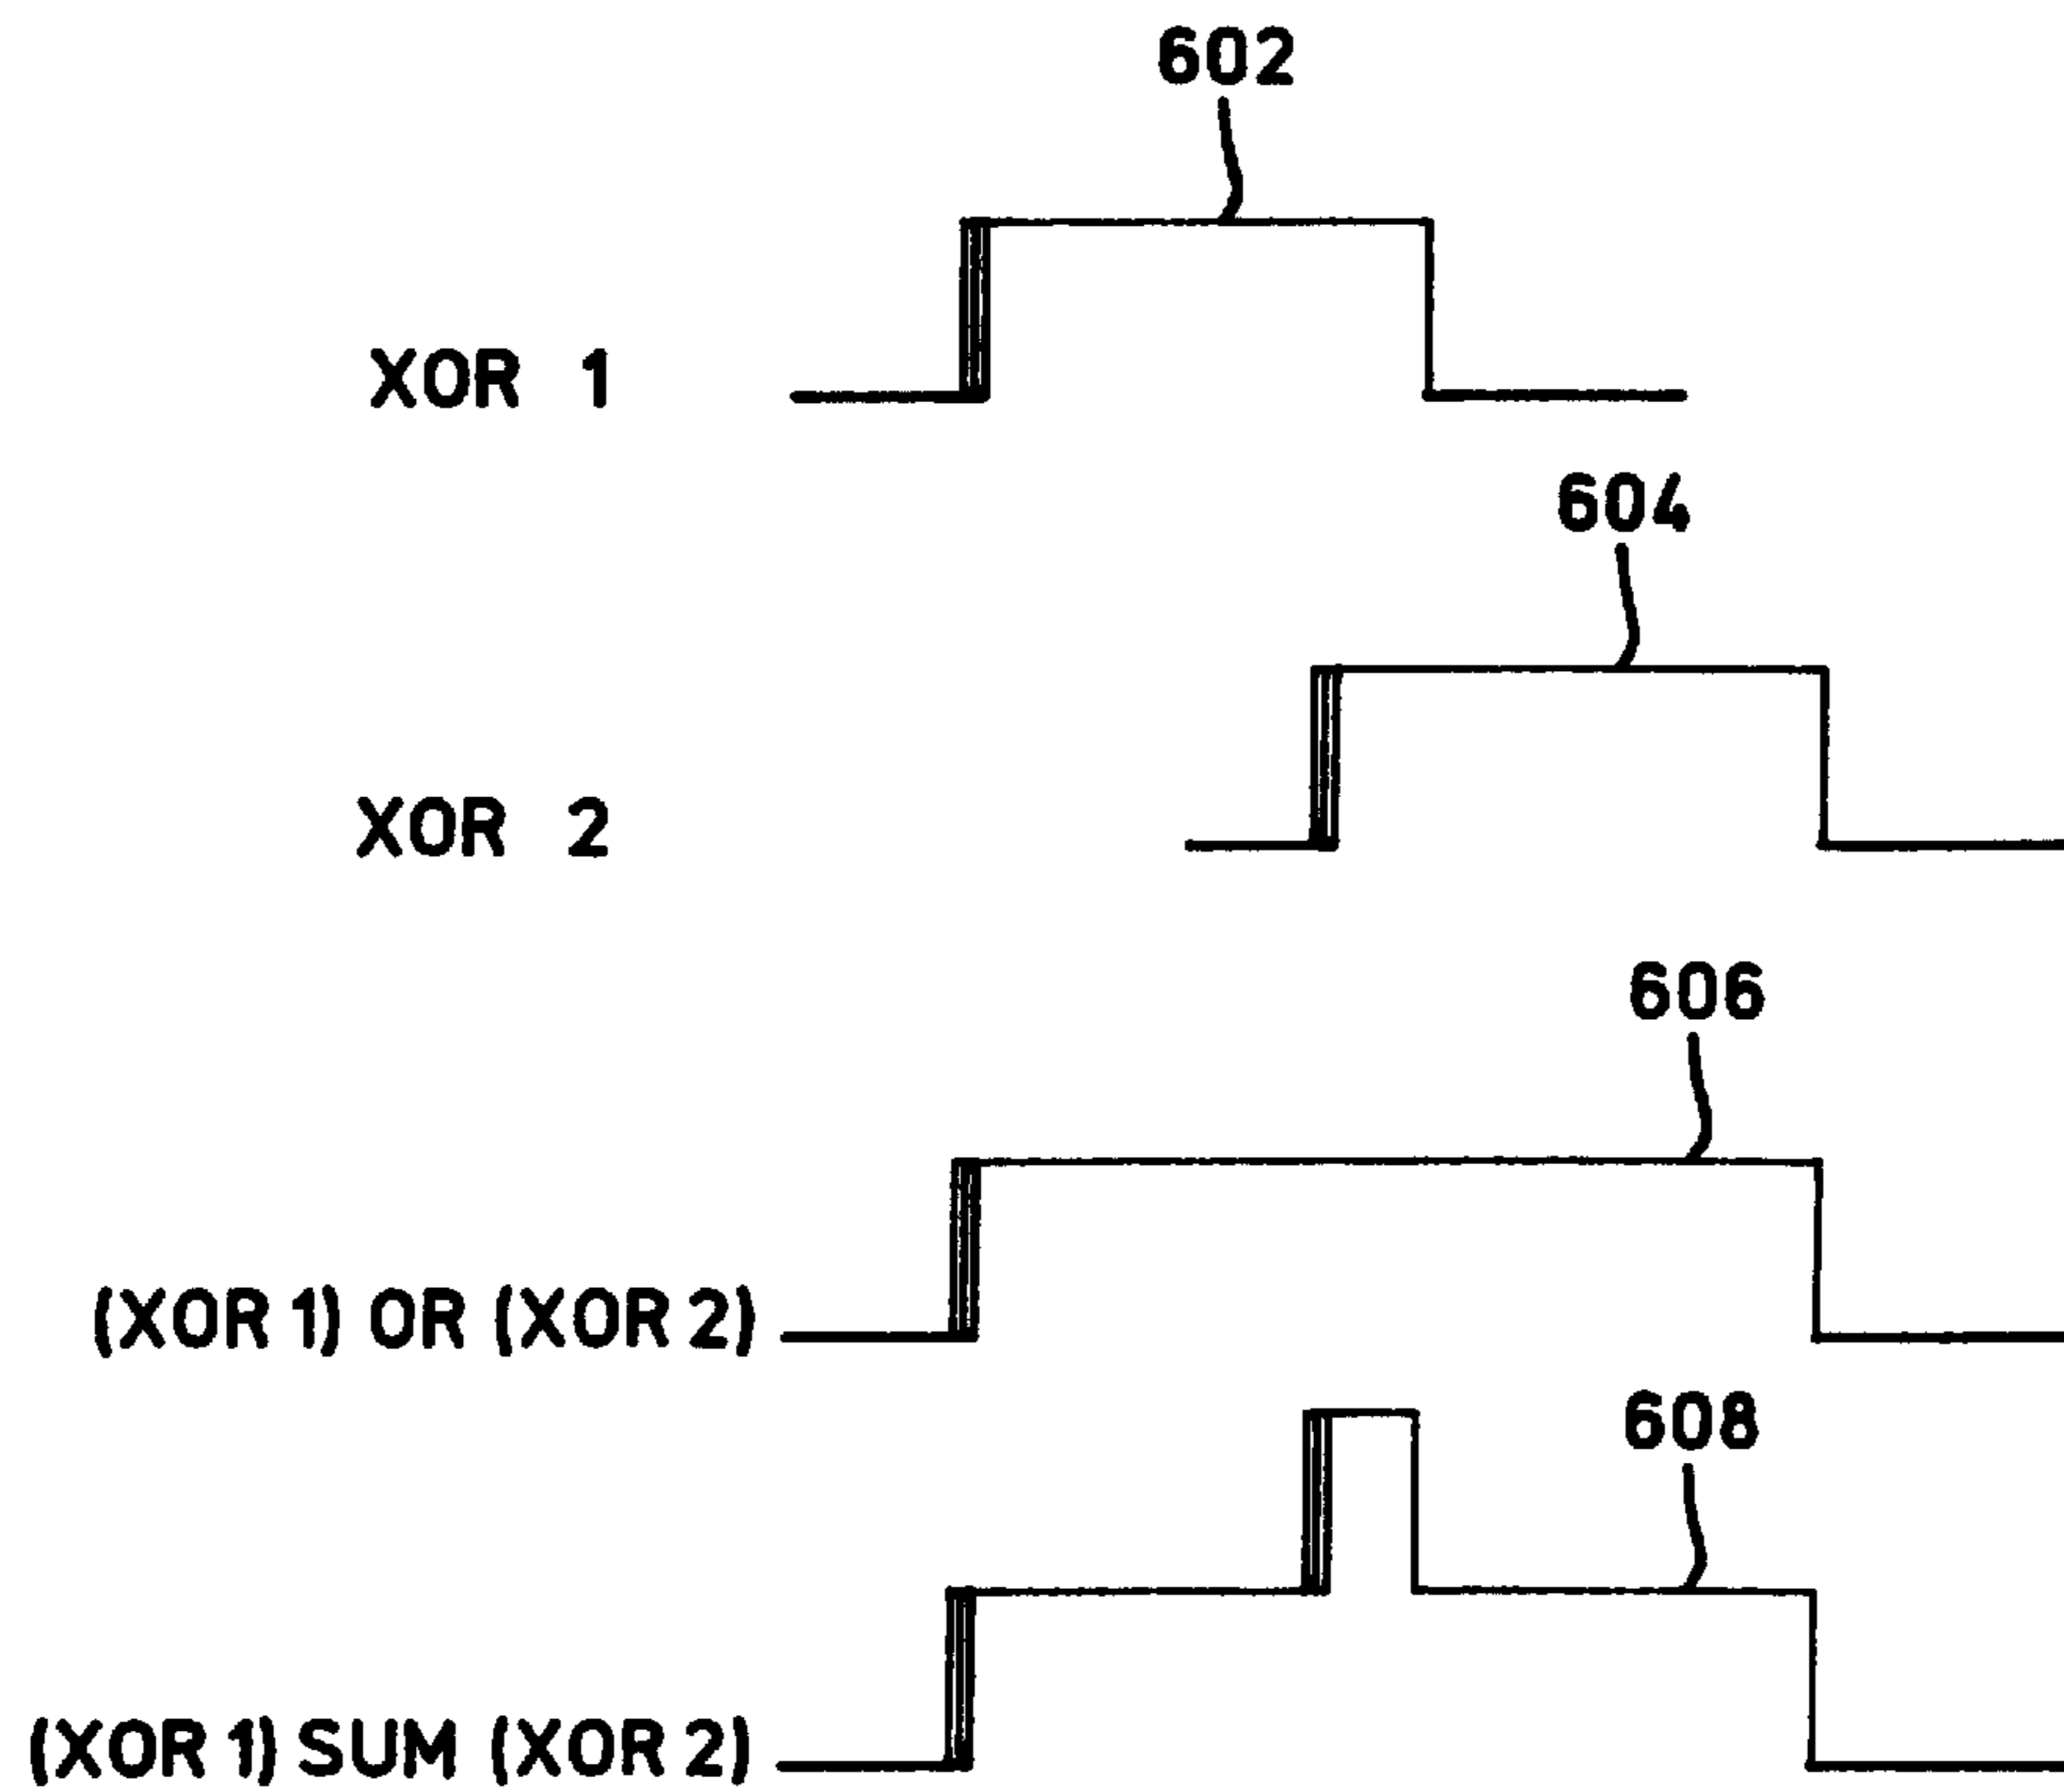 602
XOR 1
604
XOR 2
606
(XOR 1) OR (XOR 2)
608
(XOR 1) SUM (XOR 2)